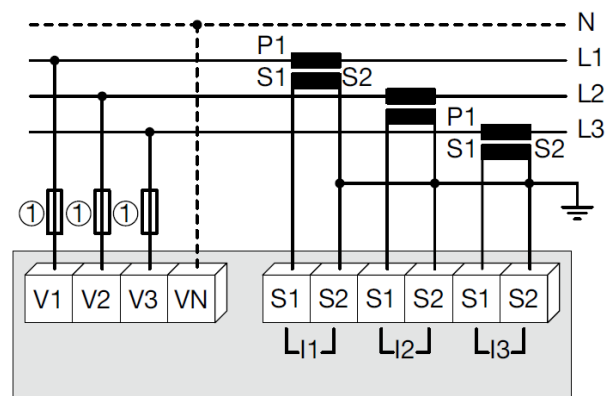 N
P1
L1
S1 S2
L2
P1
L3
S1 S2
① ① ①
V1 V2 V3 VN S1 S2 S1 S2 S1 S2
I1 I2 I3